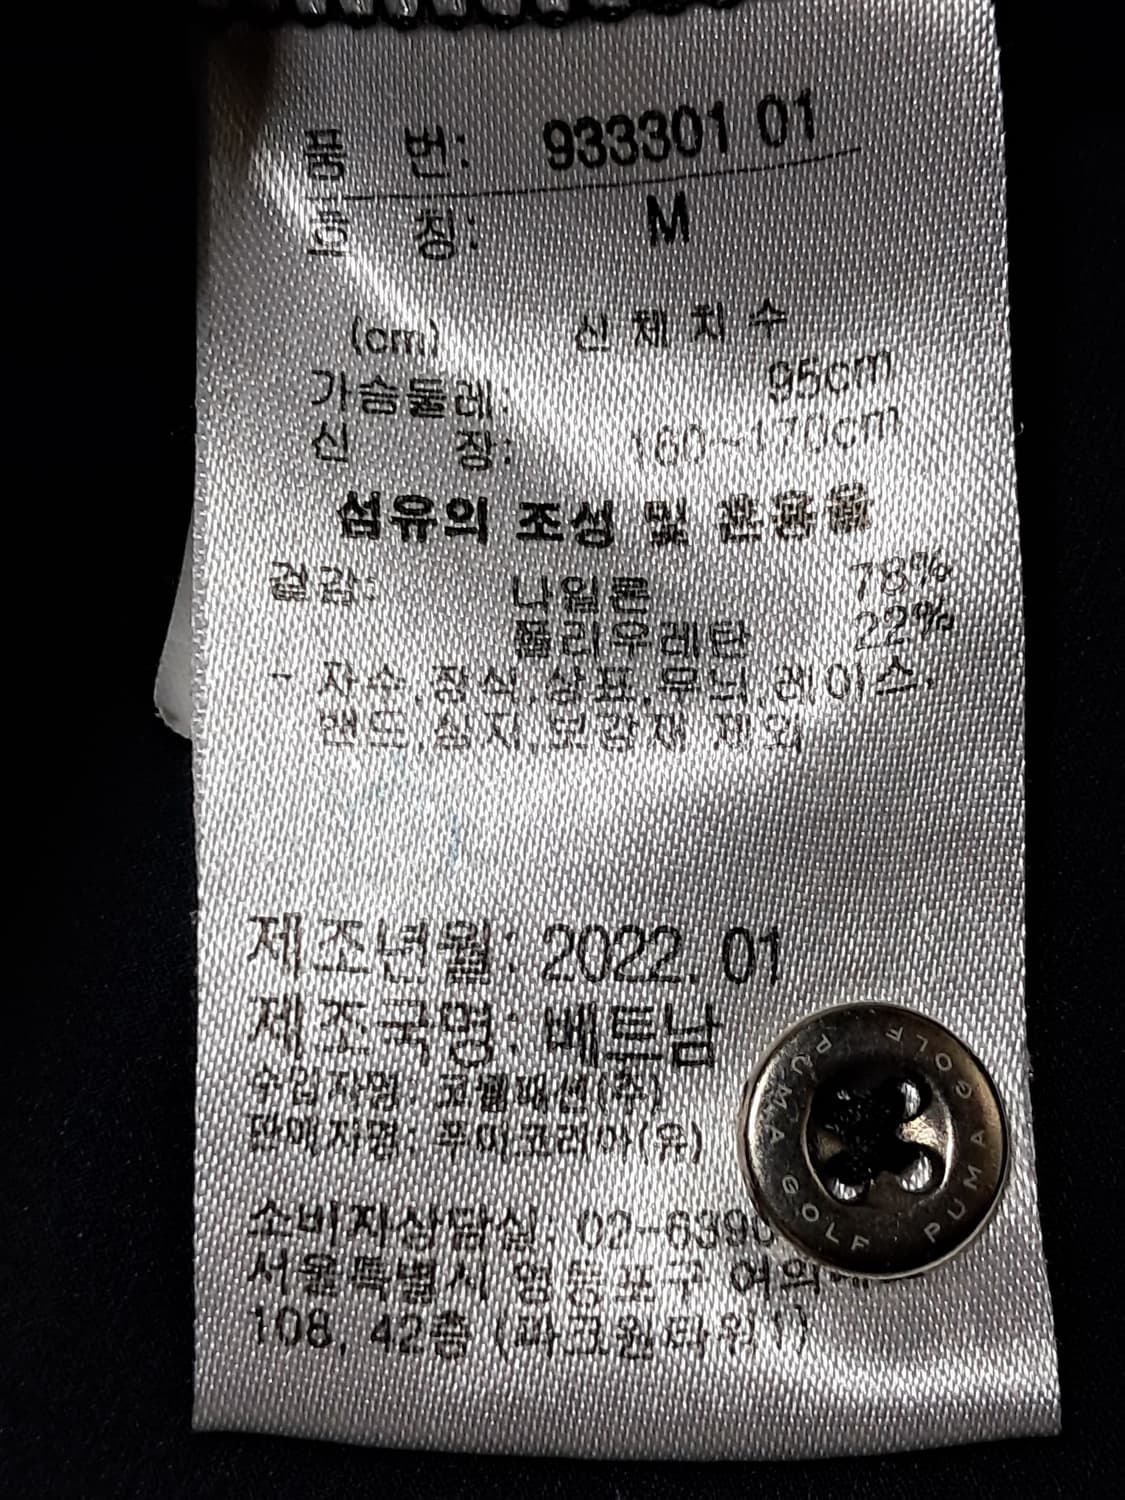 품 번: 933301 01
호 칭: M
(cm) 신체치수
가슴둘레: 95cm
신 장: 160~170cm
섬유의 조성 및 혼용율
겉감: 나일론 78%
폴리우레탄 22%
- 자수,장식,상표,무늬,레이스,
밴드,심지,보강재 제외
제조년월: 2022. 01
제조국명: 베트남
수입자명: 코웰패션(주)
판매자명: 푸마코리아(유)
소비자상담실: 02-6390
서울특별시 영등포구
108, 42층 (파크원타워1)
PUMA GOLF PUMA GOLF